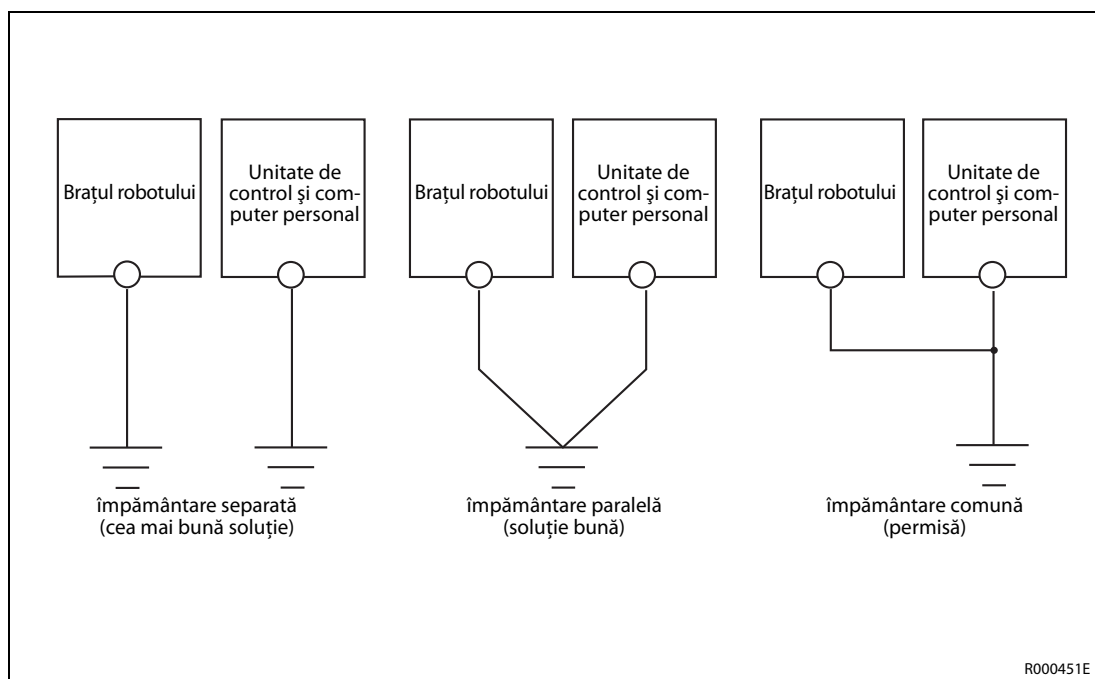 Brațul robotului
Unitate de
control şi com-
puter personal
Brațul robotului
Unitate de
control şi com-
puter personal
Brațul robotului
Unitate de
control şi com-
puter personal
împământare separată
(cea mai bună soluție)
împământare paralelă
(soluție bună)
împământare comună
(permisă)
R000451E